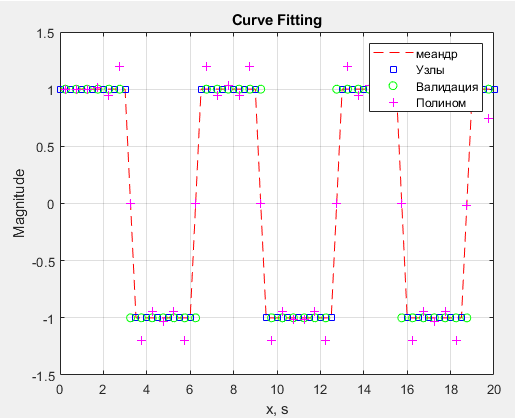 Curve Fitting
1.5
1
0.5
0
-0.5
-1
-1.5
Magnitude
0
2
4
6
8
10
12
14
16
18
20
x, s
меандр
Узлы
Валидация
Полином